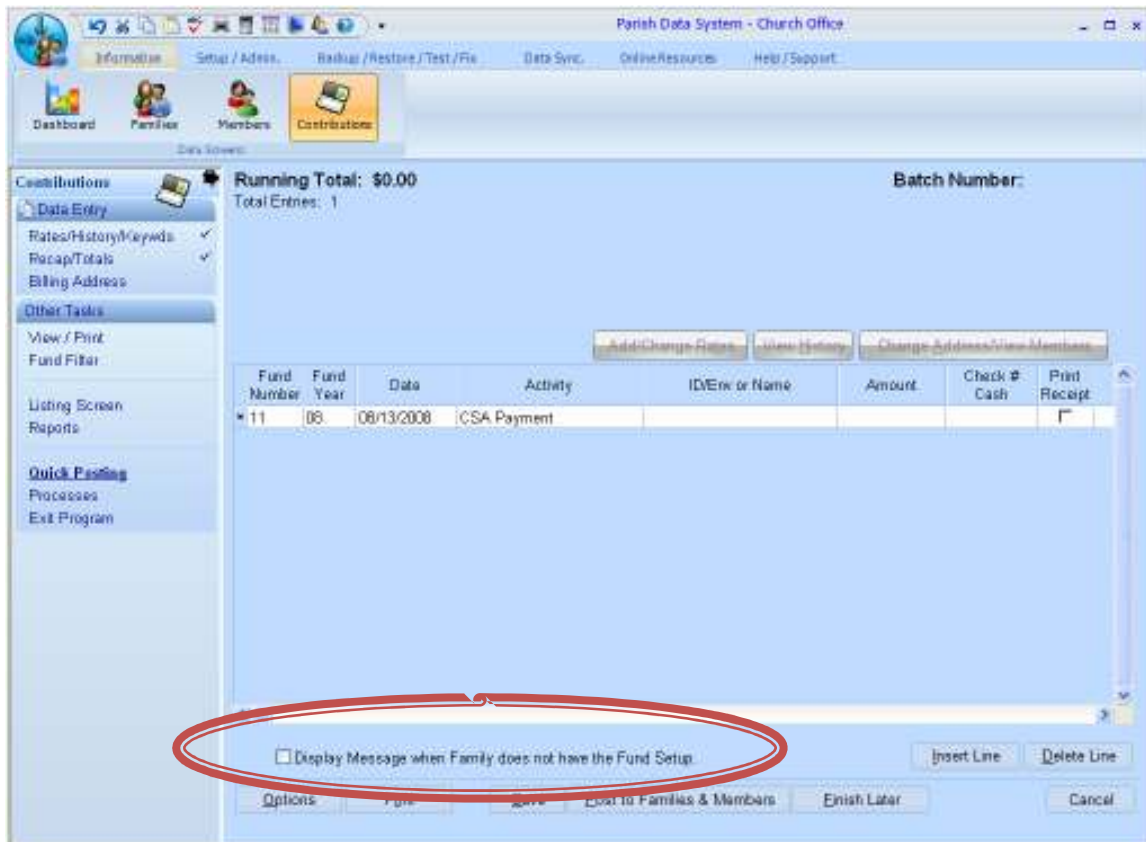 Parish Data System - Church Office
Information Setup / Admin. Backup / Restore / Test / Fix Data Sync. Online Resources Help / Support
Dashboard Families Members Contributions
Data Screens
Contributions
Data Entry
Rates/History/Keywds
Recap/Totals
Billing Address
Other Tasks
View / Print
Fund Filter
Listing Screen
Reports
Quick Posting
Processes
Exit Program
Running Total: $0.00 Batch Number:
Total Entries: 1
Add/Change Rates View History Change Address/View Members
Fund Number Fund Year Date Activity ID/Env or Name Amount Check # Cash Print Receipt
11 08 08/13/2008 CSA Payment
Display Message when Family does not have the Fund Setup. Insert Line Delete Line
Options Save Post to Families & Members Finish Later Cancel